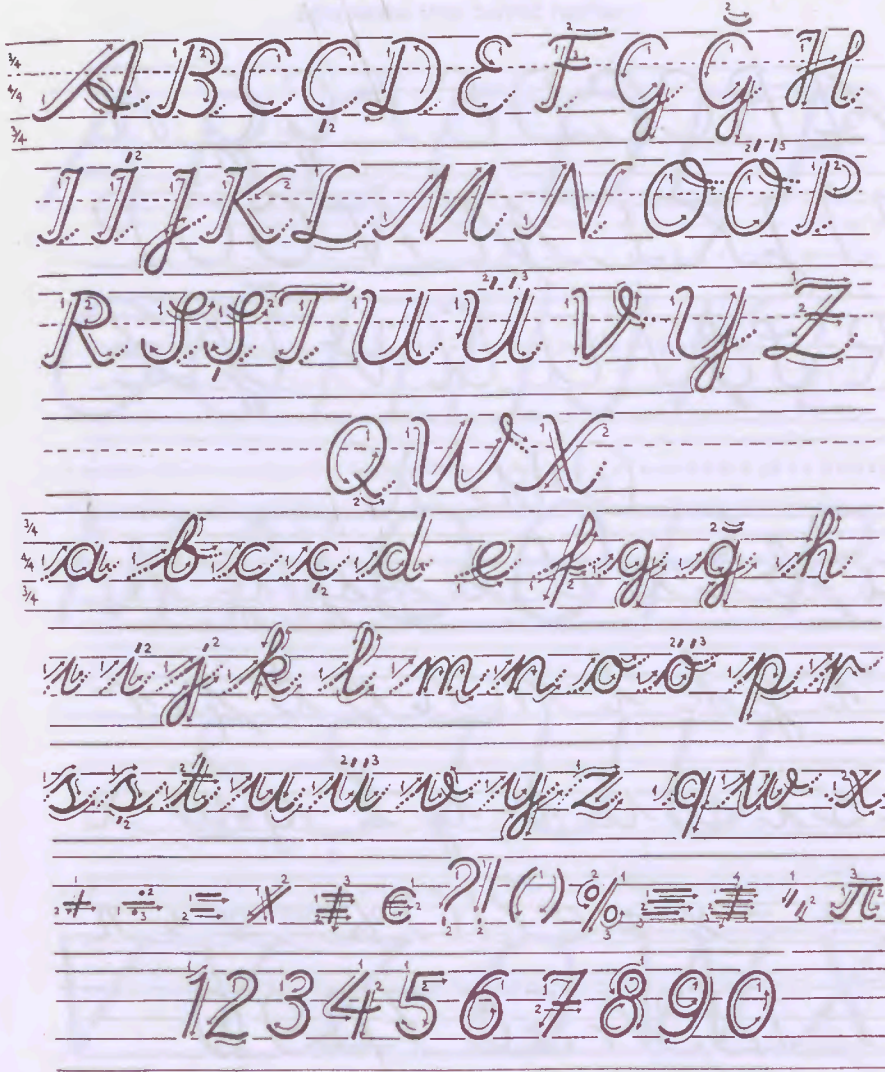 A B C Ç D E F G Ğ H
I İ J K L M N O Ö P
R S Ş T U Ü V Y Z
Q W X
a b c ç d e f g ğ h
ı i j k l m n o ö p r
s ş t u ü v y z q w x
+ ÷ = x ≠ € ? ! ( ) % ≡ ≢ " π
1 2 3 4 5 6 7 8 9 0